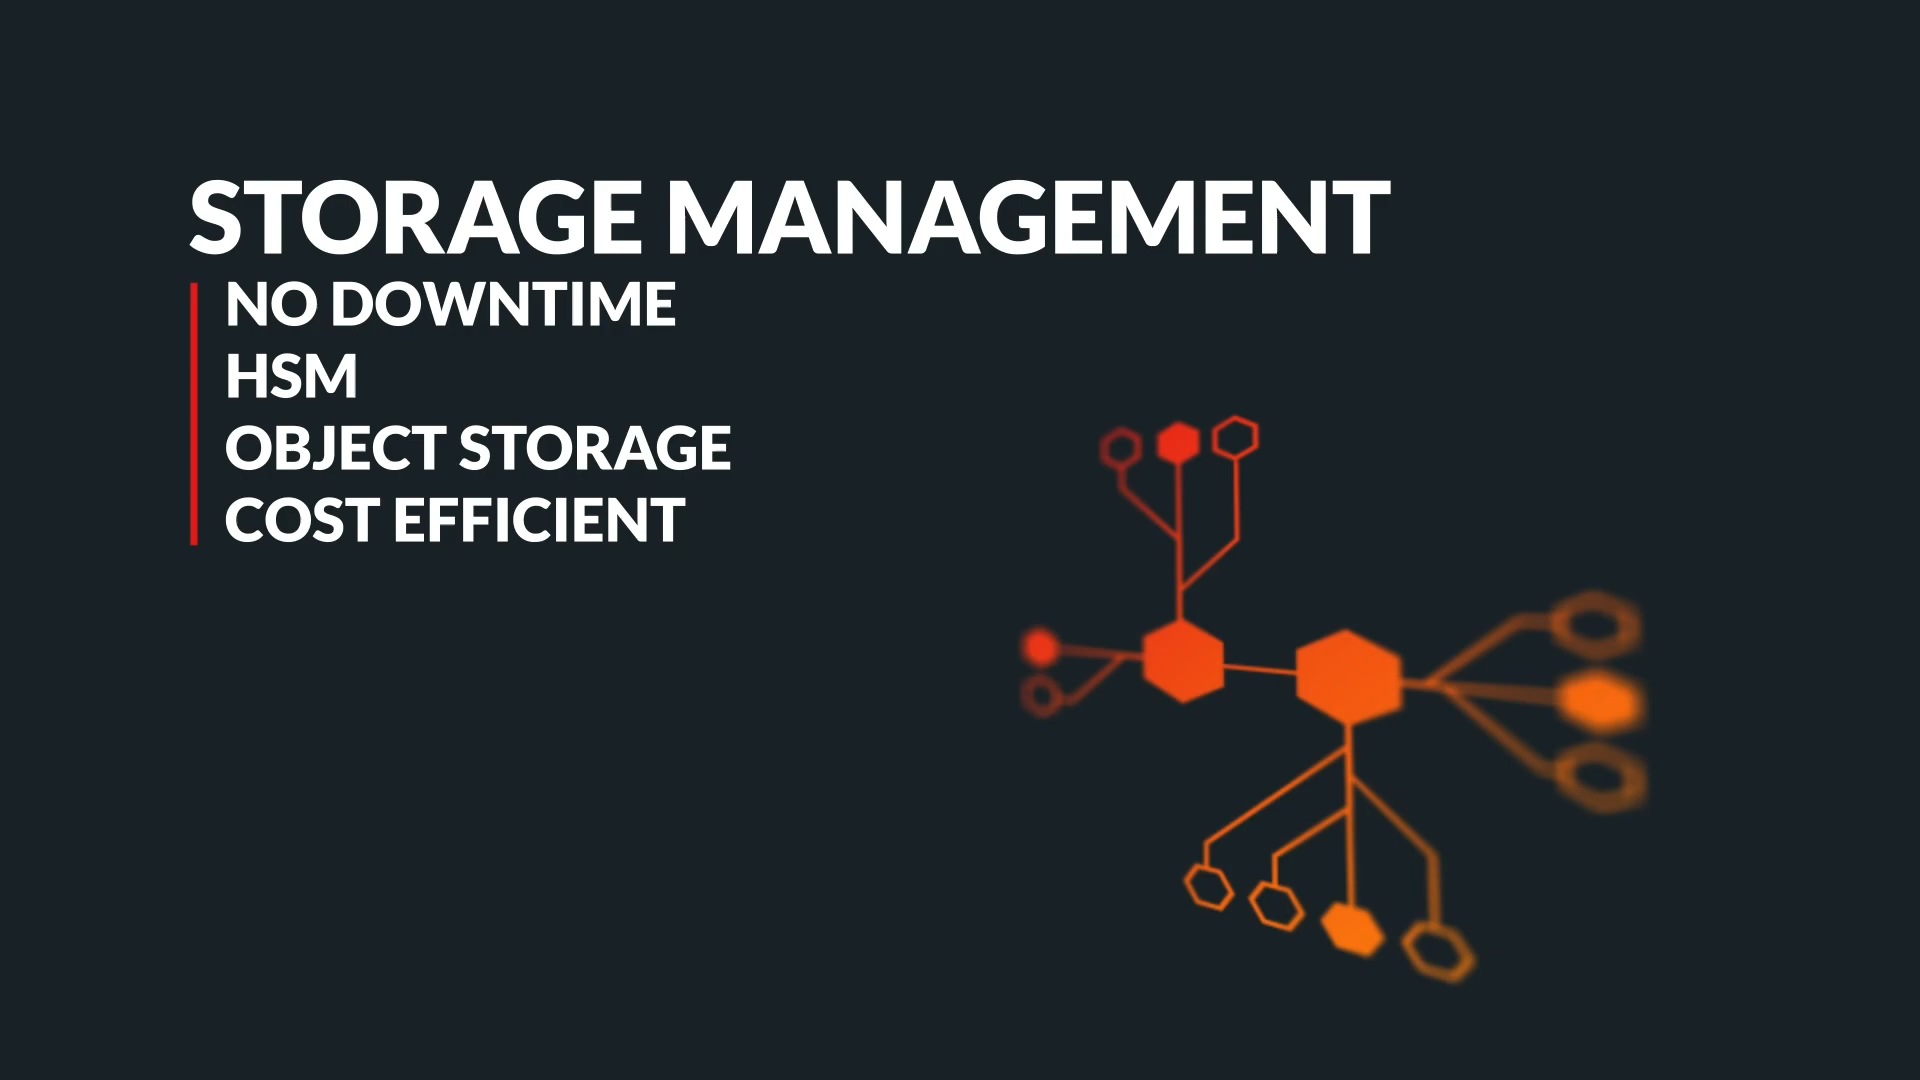 STORAGE MANAGEMENT
NO DOWNTIME
HSM
OBJECT STORAGE
COST EFFICIENT